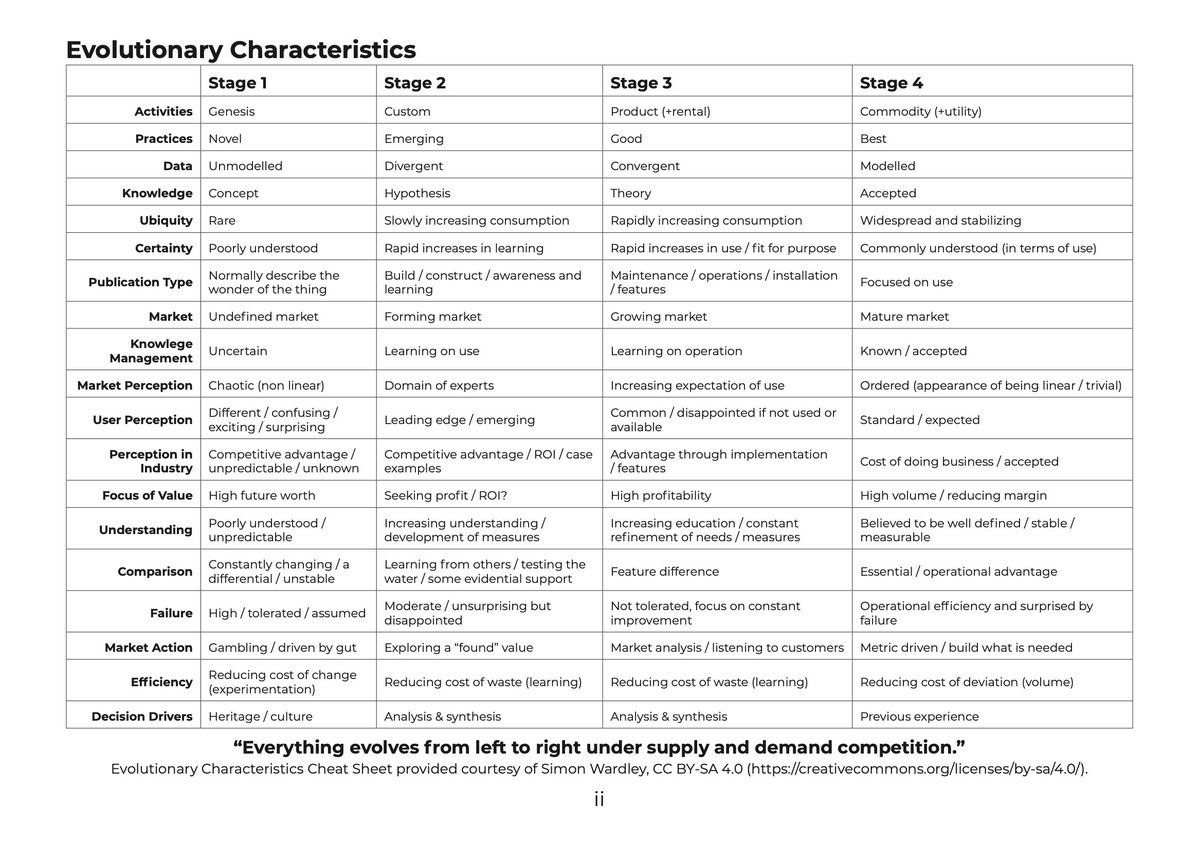 Evolutionary Characteristics
Stage 1 Stage 2 Stage 3 Stage 4
Activities Genesis Custom Product (+rental) Commodity (+utility)
Practices Novel Emerging Good Best
Data Unmodelled Divergent Convergent Modelled
Knowledge Concept Hypothesis Theory Accepted
Ubiquity Rare Slowly increasing consumption Rapidly increasing consumption Widespread and stabilizing
Certainty Poorly understood Rapid increases in learning Rapid increases in use / fit for purpose Commonly understood (in terms of use)
Publication Type
Normally describe the
wonder of the thing
Build / construct / awareness and
learning
Maintenance / operations / installation
/ features
Focused on use
Market Undefined market Forming market Growing market Mature market
Knowlege
Management
Uncertain Learning on use Learning on operation Known / accepted
Market Perception Chaotic (non linear) Domain of experts Increasing expectation of use Ordered (appearance of being linear / trivial)
User Perception
Different / confusing /
exciting / surprising
Leading edge / emerging
Common / disappointed if not used or
available
Standard / expected
Perception in
Industry
Competitive advantage /
unpredictable / unknown
Competitive advantage / ROI / case
examples
Advantage through implementation
/ features
Cost of doing business / accepted
Focus of Value High future worth Seeking profit / ROI? High profitability High volume / reducing margin
Understanding
Poorly understood /
unpredictable
Increasing understanding /
development of measures
Increasing education / constant
refinement of needs / measures
Believed to be well defined / stable /
measurable
Comparison
Constantly changing / a
differential / unstable
Learning from others / testing the
water / some evidential support
Feature difference
Essential / operational advantage
Failure
High / tolerated / assumed
Moderate / unsurprising but
disappointed
Not tolerated, focus on constant
improvement
Operational efficiency and surprised by
failure
Market Action Gambling / driven by gut Exploring a “found” value Market analysis / listening to customers Metric driven / build what is needed
Efficiency
Reducing cost of change
(experimentation)
Reducing cost of waste (learning) Reducing cost of waste (learning) Reducing cost of deviation (volume)
Decision Drivers Heritage / culture Analysis & synthesis Analysis & synthesis Previous experience
“Everything evolves from left to right under supply and demand competition.”
Evolutionary Characteristics Cheat Sheet provided courtesy of Simon Wardley, CC BY-SA 4.0 (https://creativecommons.org/licenses/by-sa/4.0/).
ii